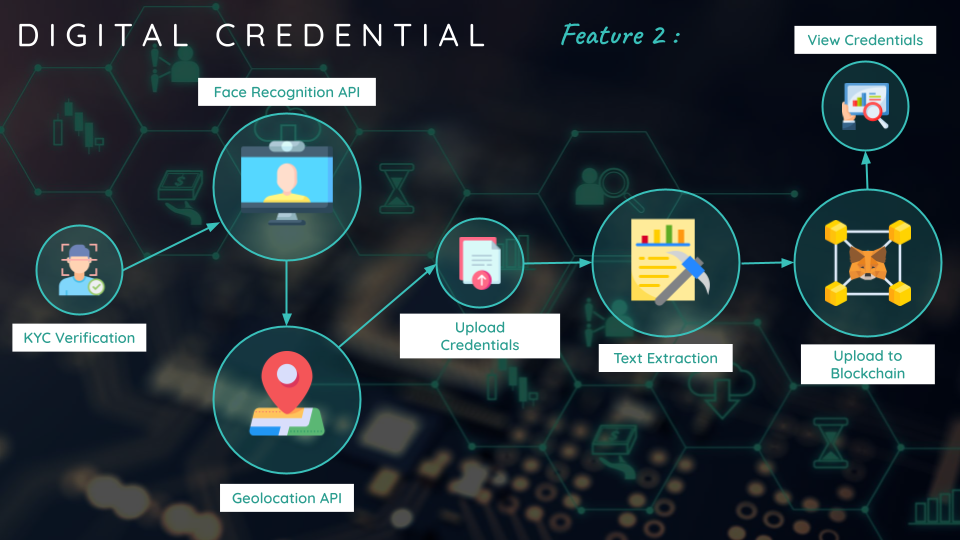 DIGITAL CREDENTIAL
Feature 2 :
View Credentials
Face Recognition API
KYC Verification
Upload
Credentials
Text Extraction
Upload to
Blockchain
Geolocation API